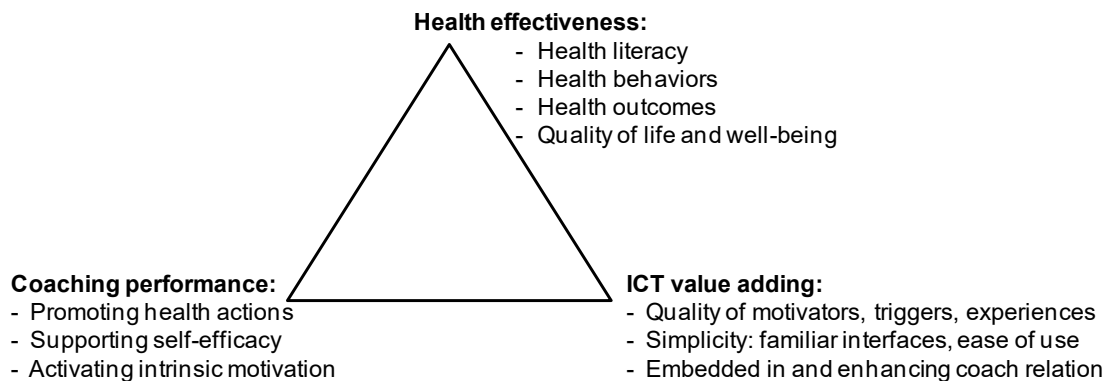 Health effectiveness:
- Health literacy
- Health behaviors
- Health outcomes
- Quality of life and well-being
Coaching performance:
- Promoting health actions
- Supporting self-efficacy
- Activating intrinsic motivation
ICT value adding:
- Quality of motivators, triggers, experiences
- Simplicity: familiar interfaces, ease of use
- Embedded in and enhancing coach relation